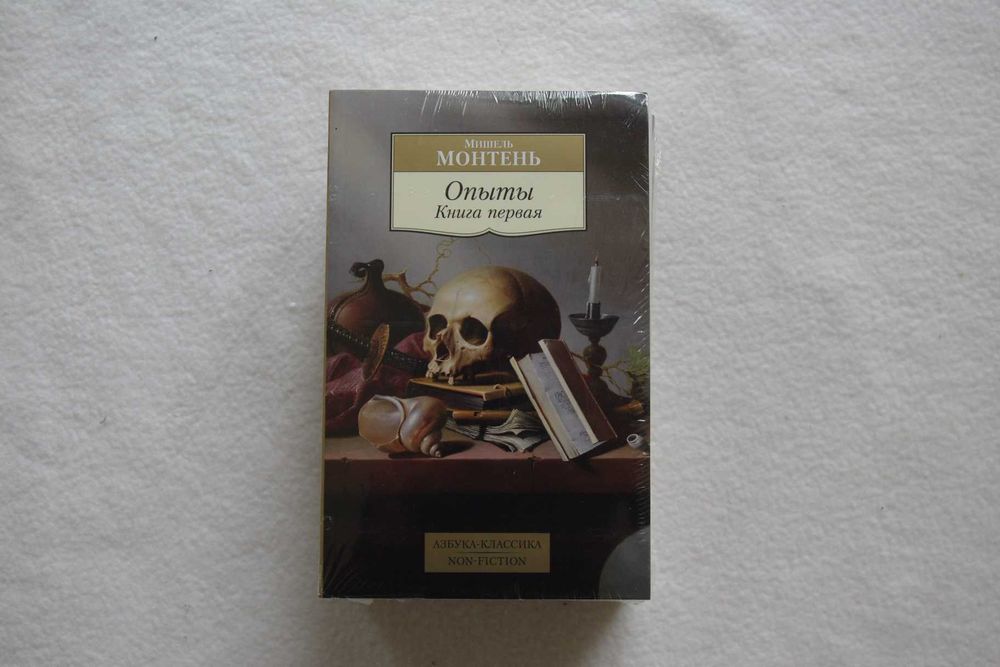 Мишель
МОНТЕНЬ
Опыты
Книга первая
АЗБУКА-КЛАССИКА
NON-FICTION